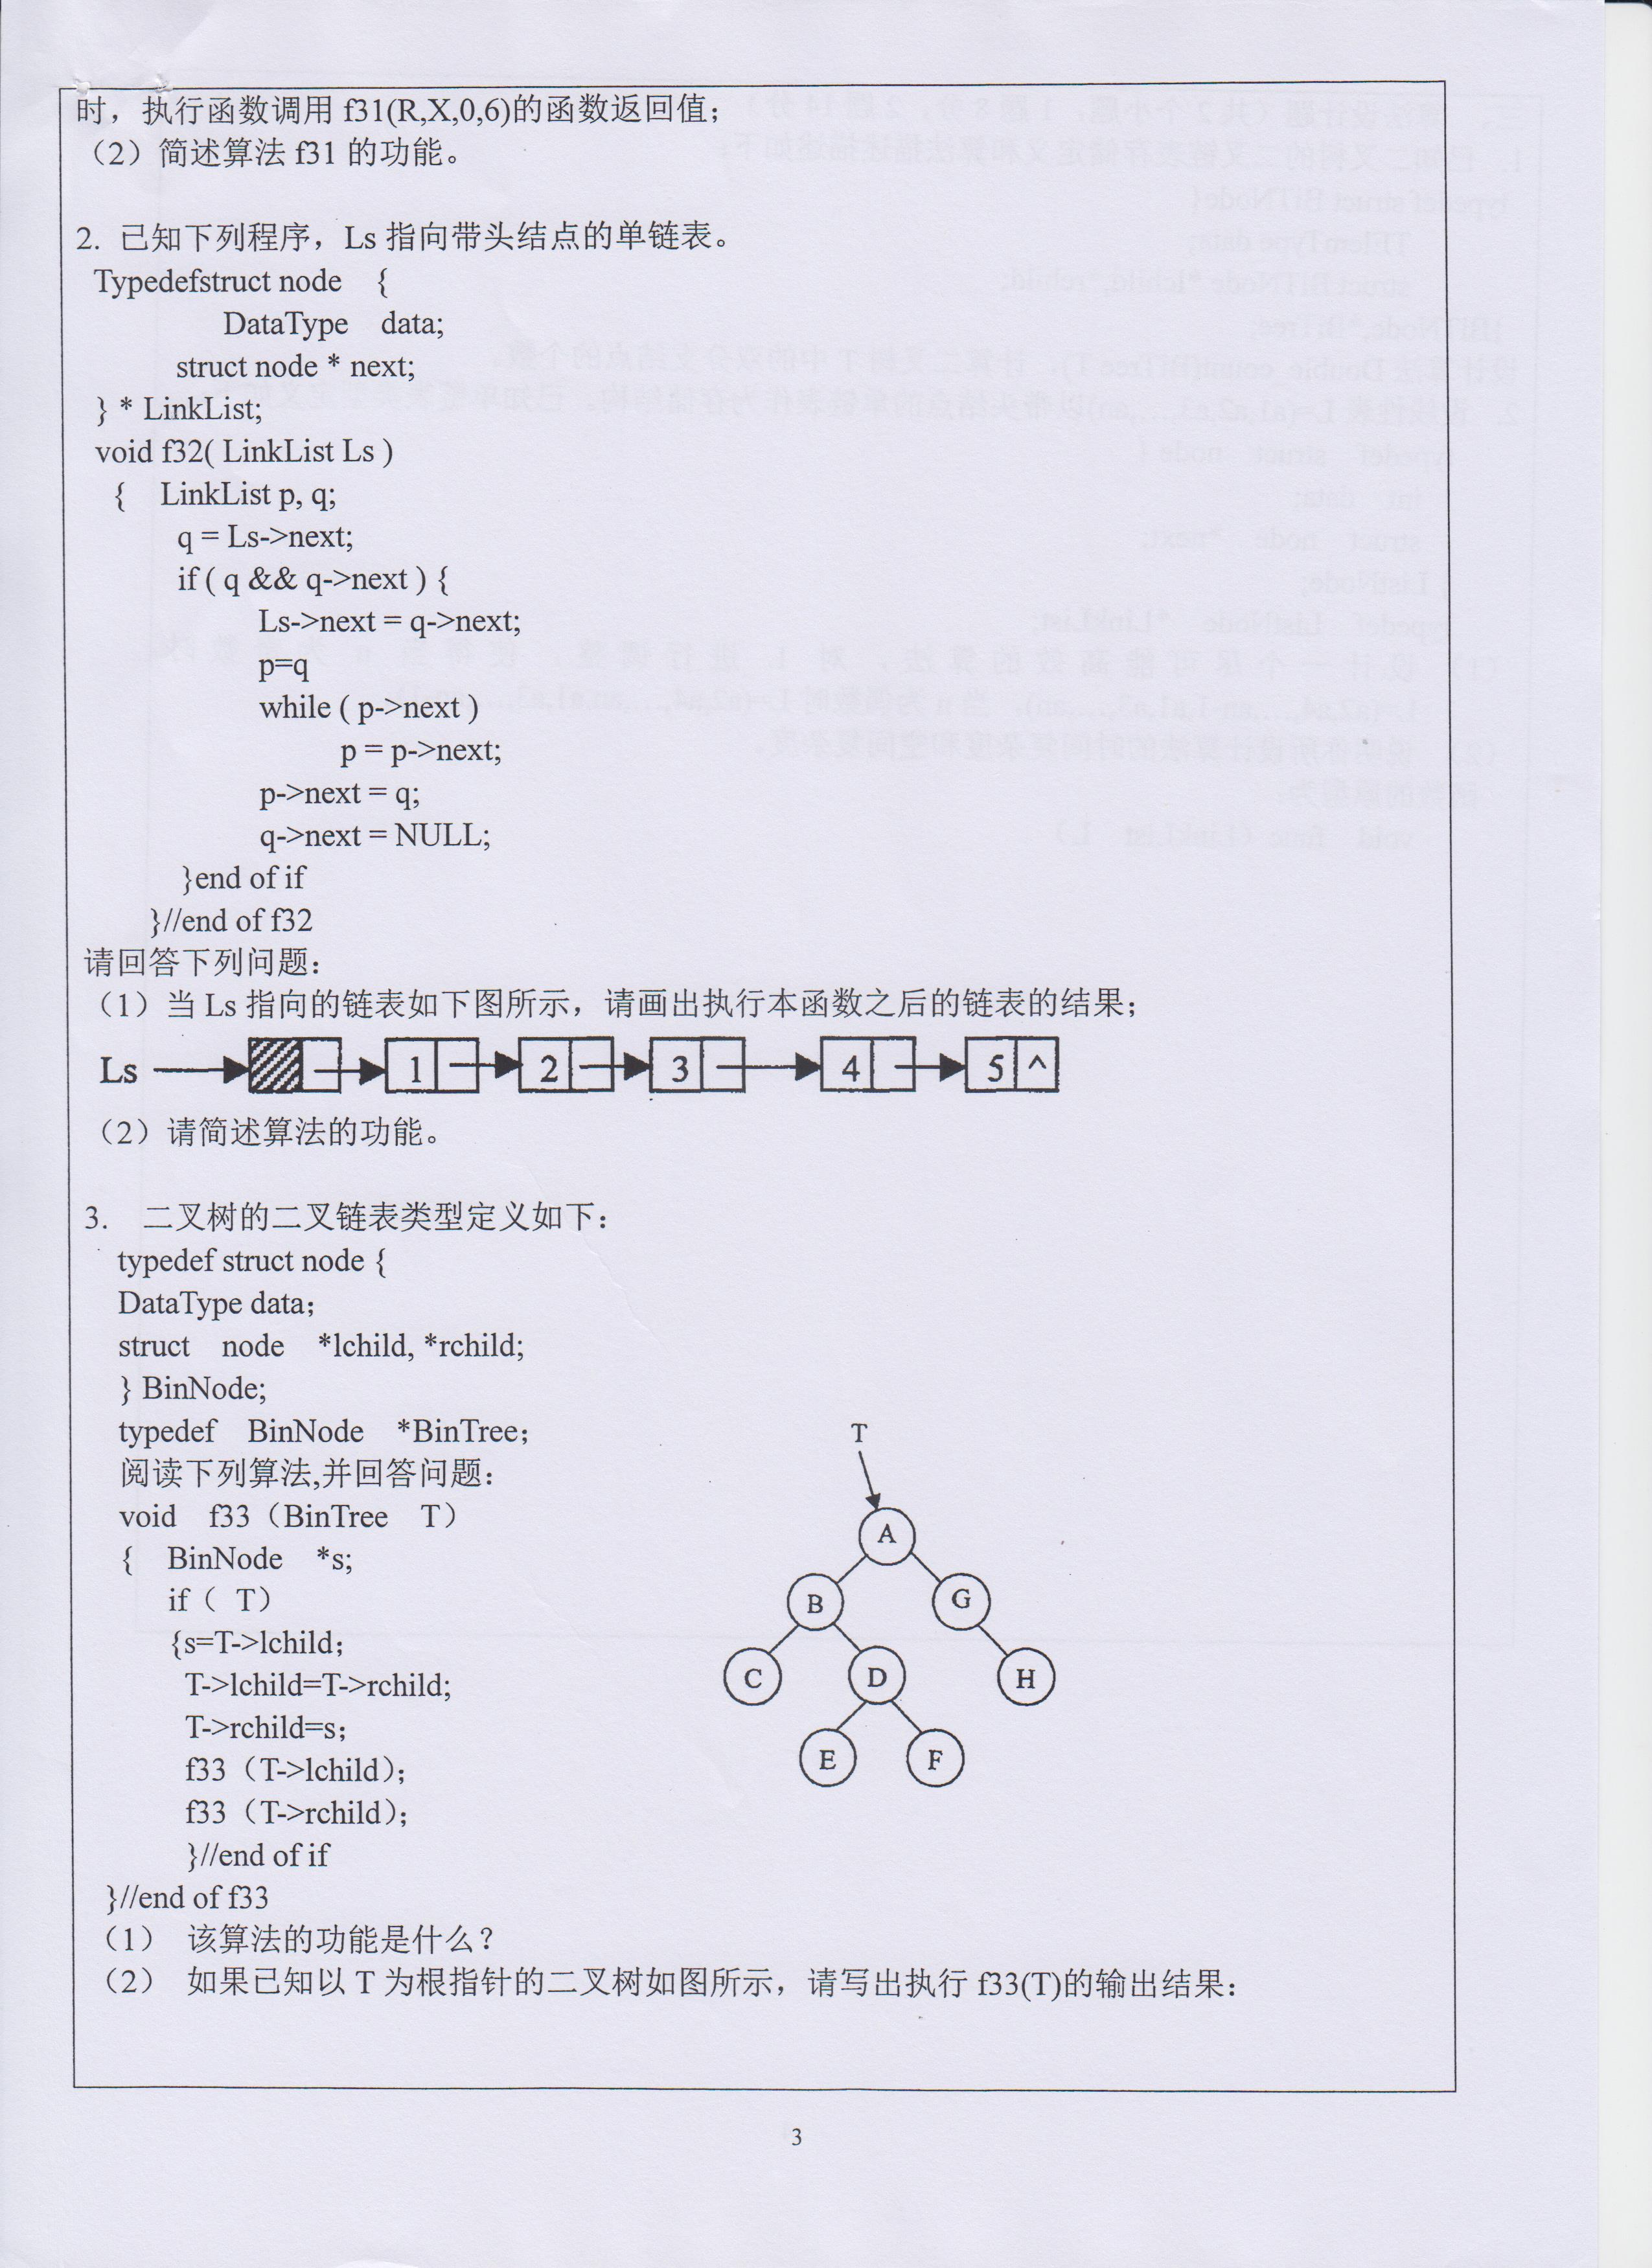 时，执行函数调用 f31(R,X,0,6)的函数返回值；
（2）简述算法 f31 的功能。
2. 已知下列程序，Ls 指向带头结点的单链表。
Typedefstruct node {
DataType data;
struct node * next;
} * LinkList;
void f32( LinkList Ls )
{ LinkList p, q;
q = Ls->next;
if ( q && q->next ) {
Ls->next = q->next;
p=q
while ( p->next )
p = p->next;
p->next = q;
q->next = NULL;
}end of if
}//end of f32
请回答下列问题：
（1）当 Ls 指向的链表如下图所示，请画出执行本函数之后的链表的结果；
Ls 1 2 3 4 5 ^
（2）请简述算法的功能。
3. 二叉树的二叉链表类型定义如下：
typedef struct node {
DataType data；
struct node *lchild, *rchild;
} BinNode;
typedef BinNode *BinTree；
阅读下列算法,并回答问题：
void f33（BinTree T）
{ BinNode *s;
if（ T）
{s=T->lchild；
T->lchild=T->rchild;
T->rchild=s；
f33（T->lchild）；
f33（T->rchild）；
}//end of if
}//end of f33
T
A
B G
C D H
E F
（1） 该算法的功能是什么？
（2） 如果已知以 T 为根指针的二叉树如图所示，请写出执行 f33(T)的输出结果：
3